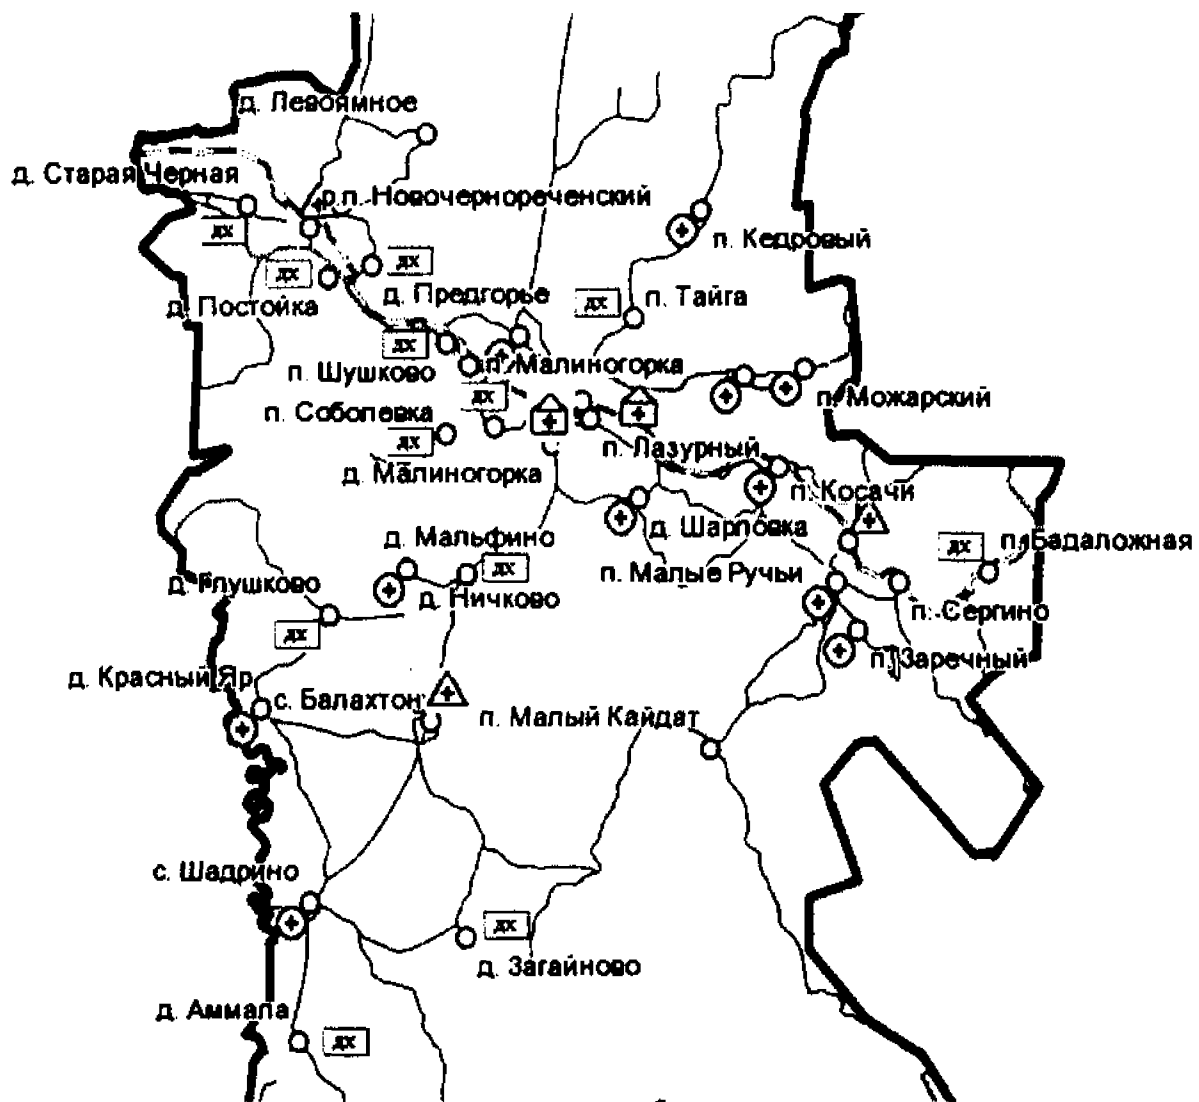 д. Левоямное
д. Старая Черная
р.п. Новочернореченский
дх
п. Кедровый
дх
дх
д. Предгорье
дх
п. Тайга
д. Постойка
дх
п. Шушково
п. Малиногорка
дх
п. Можарский
п. Соболевка
дх
п. Лазурный
д. Малиногорка
п. Косачи
д. Шарловка
д. Мальфино
дх
п. Бадаложная
дх
п. Малые Ручьи
д. Глушково
д. Ничково
п. Сергино
дх
п. Заречный
д. Красный Яр
с. Балахтон
п. Малый Кайдат
с. Шадрино
дх
д. Загайново
д. Аммала
дх